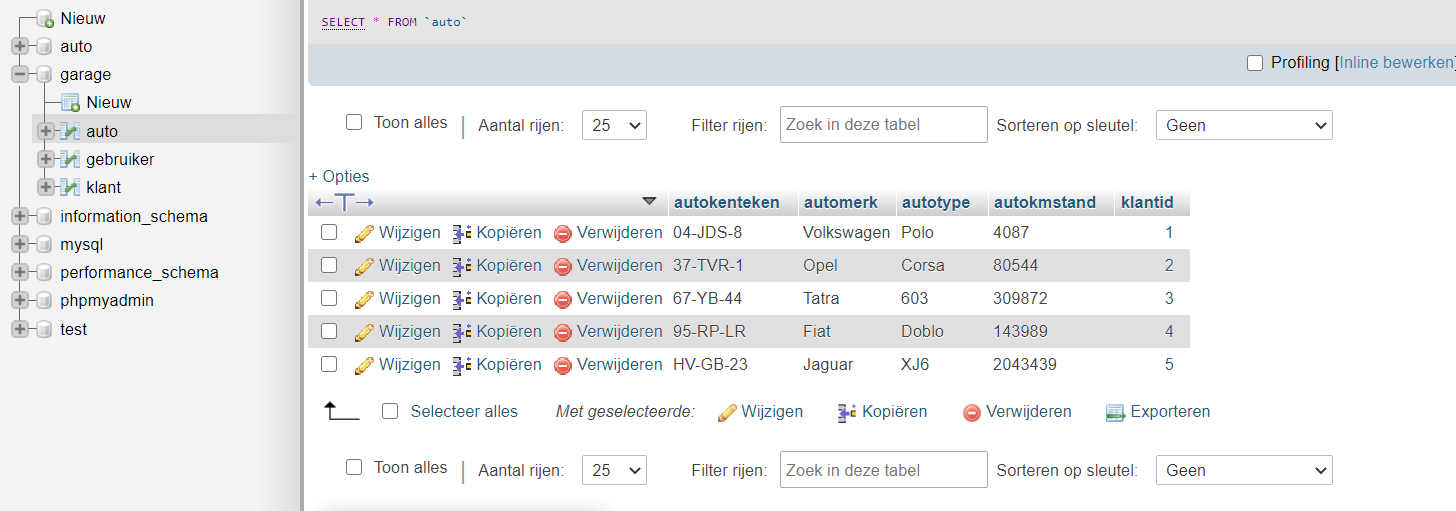 Nieuw
auto
garage
Nieuw
auto
gebruiker
klant
information_schema
mysql
performance_schema
phpmyadmin
test
SELECT * FROM `auto`
Profiling [Inline bewerken]
Toon alles | Aantal rijen: 25 Filter rijen: Zoek in deze tabel Sorteren op sleutel: Geen
+ Opties
←T→ autokenteken automerk autotype autokmstand klantid
Wijzigen Kopiëren Verwijderen 04-JDS-8 Volkswagen Polo 4087 1
Wijzigen Kopiëren Verwijderen 37-TVR-1 Opel Corsa 80544 2
Wijzigen Kopiëren Verwijderen 67-YB-44 Tatra 603 309872 3
Wijzigen Kopiëren Verwijderen 95-RP-LR Fiat Doblo 143989 4
Wijzigen Kopiëren Verwijderen HV-GB-23 Jaguar XJ6 2043439 5
Selecteer alles Met geselecteerde: Wijzigen Kopiëren Verwijderen Exporteren
Toon alles | Aantal rijen: 25 Filter rijen: Zoek in deze tabel Sorteren op sleutel: Geen